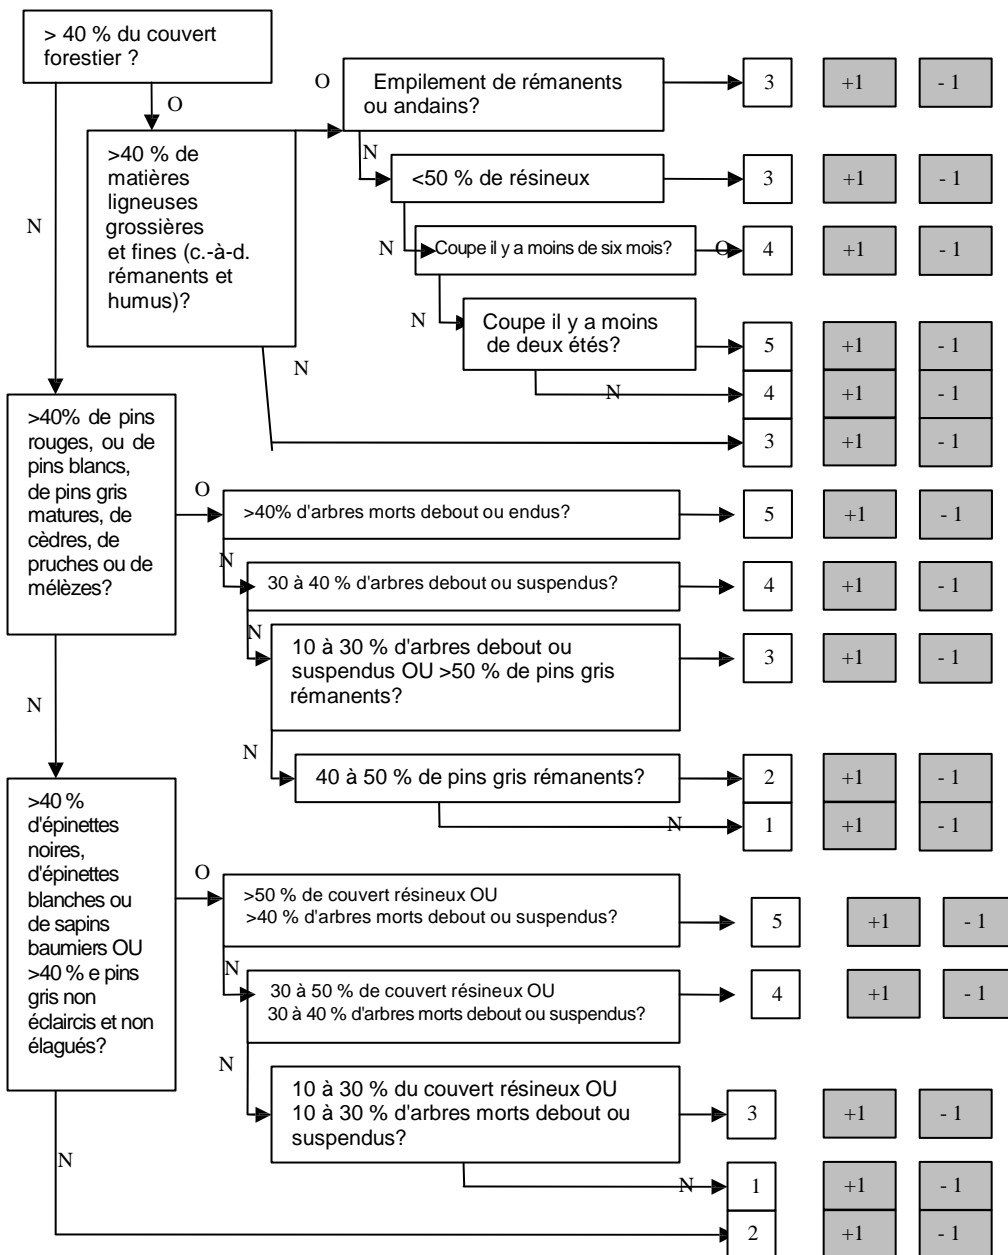 > 40 % du couvert
forestier ?
O
Empilement de rémanents
ou andains?
3 +1 - 1
O
N
>40 % de
matières
ligneuses
grossières
et fines (c.-à-d.
rémanents et
humus)?
N
<50 % de résineux
3 +1 - 1
N
Coupe il y a moins de six mois?
O
4 +1 - 1
N
Coupe il y a moins
de deux étés?
5 +1 - 1
N
N
4 +1 - 1
3 +1 - 1
>40% de pins
rouges, ou de
pins blancs,
de pins gris
matures, de
cèdres, de
pruches ou de
mélèzes?
O
>40% d'arbres morts debout ou endus?
5 +1 - 1
N
30 à 40 % d'arbres debout ou suspendus?
4 +1 - 1
N
10 à 30 % d'arbres debout ou
suspendus OU >50 % de pins gris
rémanents?
3 +1 - 1
N
N
40 à 50 % de pins gris rémanents?
2 +1 - 1
N
1 +1 - 1
>40 %
d'épinettes
noires,
d'épinettes
blanches ou
de sapins
baumiers OU
>40 % e pins
gris non
éclaircis et non
élagués?
O
>50 % de couvert résineux OU
>40 % d'arbres morts debout ou suspendus?
5 +1 - 1
N
30 à 50 % de couvert résineux OU
30 à 40 % d'arbres morts debout ou suspendus?
4 +1 - 1
N
10 à 30 % du couvert résineux OU
10 à 30 % d'arbres morts debout ou
suspendus?
3 +1 - 1
N
N
1 +1 - 1
2 +1 - 1